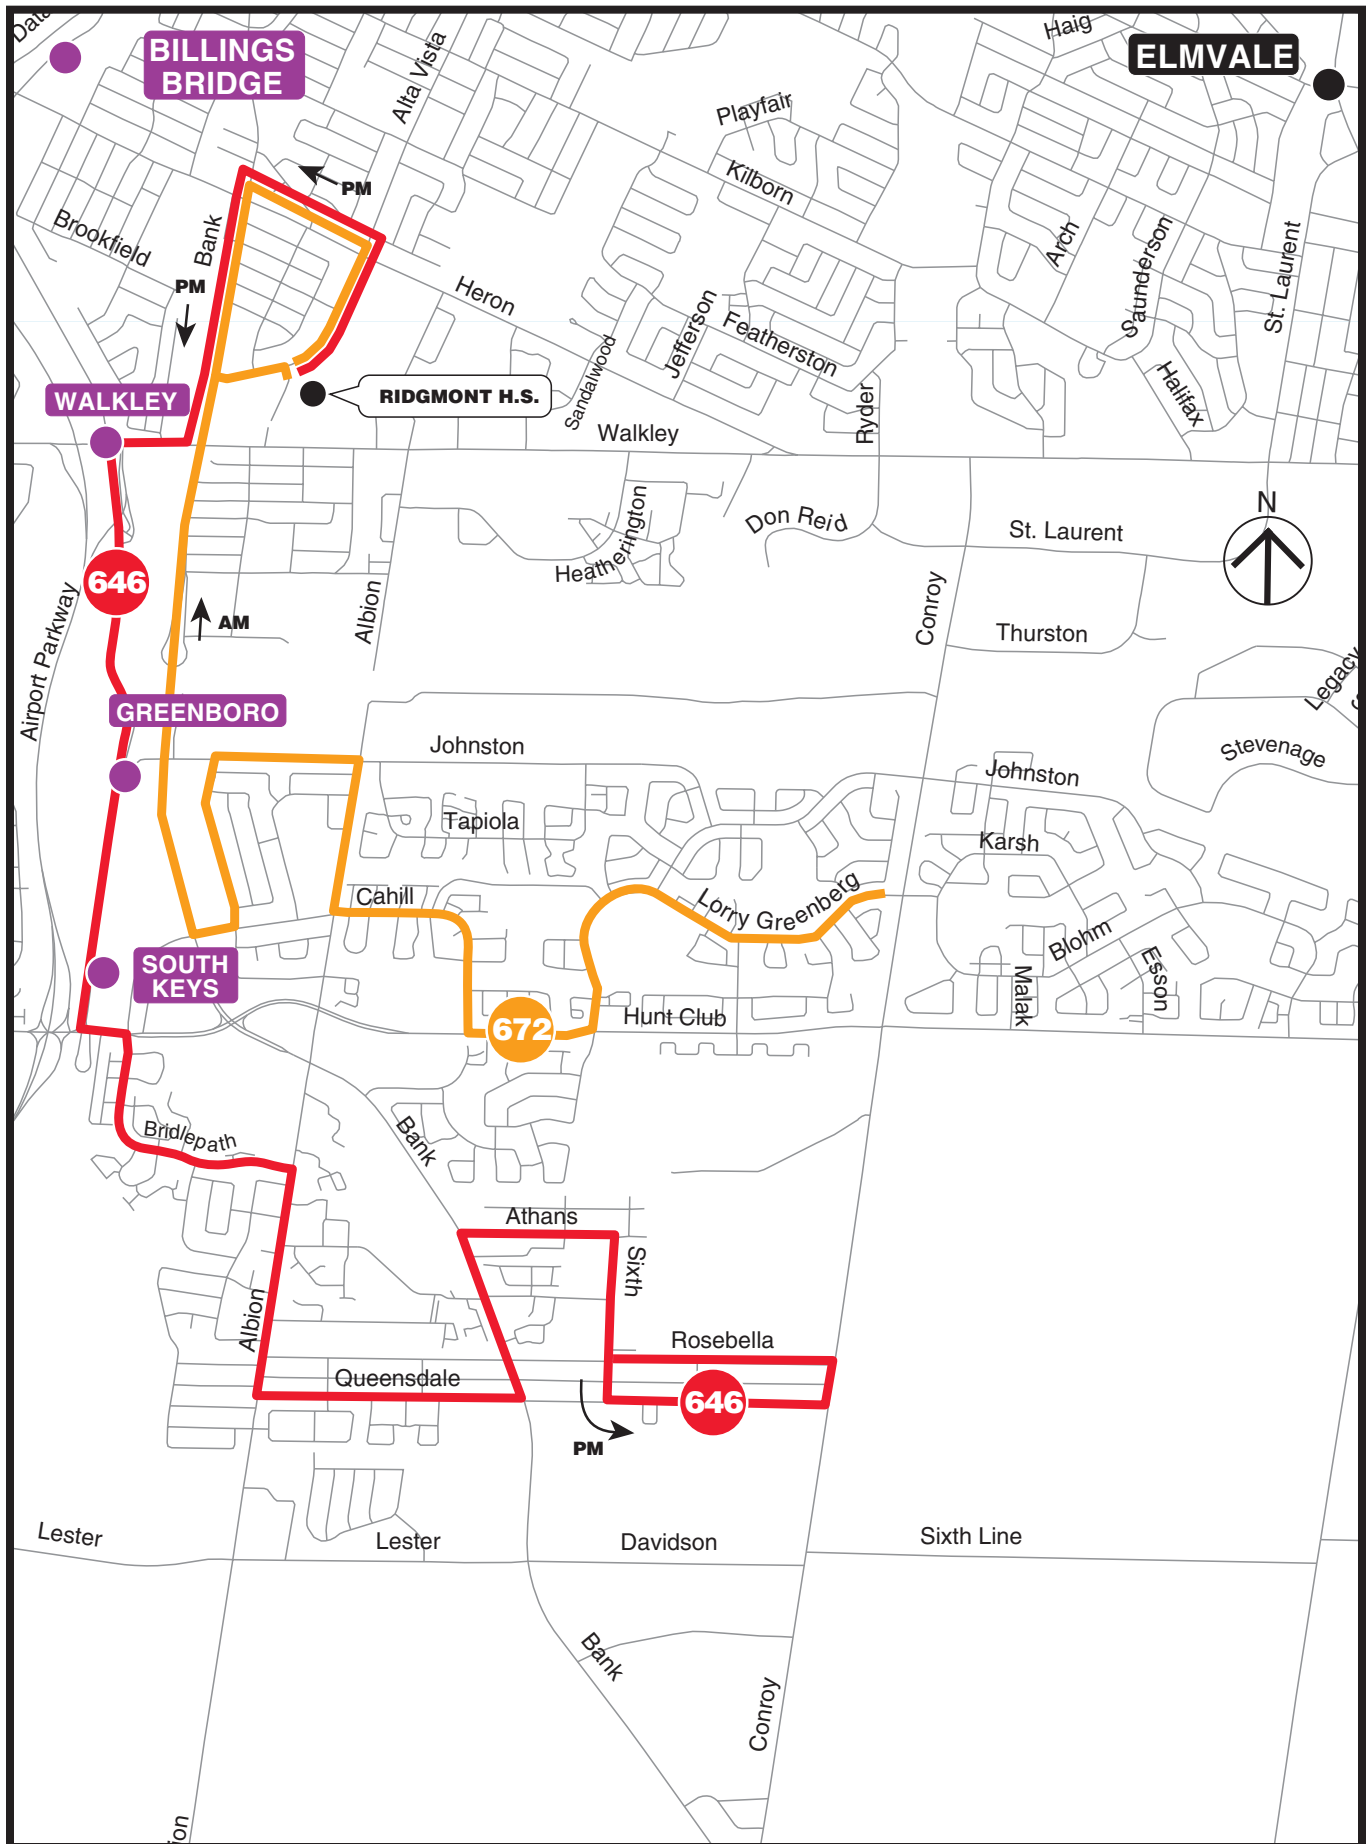 Data
BILLINGS
BRIDGE
Alta Vista
Haig
ELMVALE
Playfair
Kilborn
PM
Brookfield
Bank
Arch
Saunderson
St. Laurent
PM
Heron
Jefferson
Featherston
Sandalwood
Halifax
WALKLEY
RIDGMONT H.S.
Ryder
Walkley
N
Heatherington
Don Reid
St. Laurent
646
Airport Parkway
Albion
AM
Conroy
Thurston
Legacy
GREENBORO
Johnston
Stevenage
Johnston
Tapiola
Karsh
Cahill
Lorry Greenberg
Blohm
Esson
SOUTH
KEYS
Malak
672
Hunt Club
Bridlepath
Bank
Athans
Sixth
Albion
Rosebella
Queensdale
646
PM
Lester
Lester
Davidson
Sixth Line
Bank
Conroy
ion